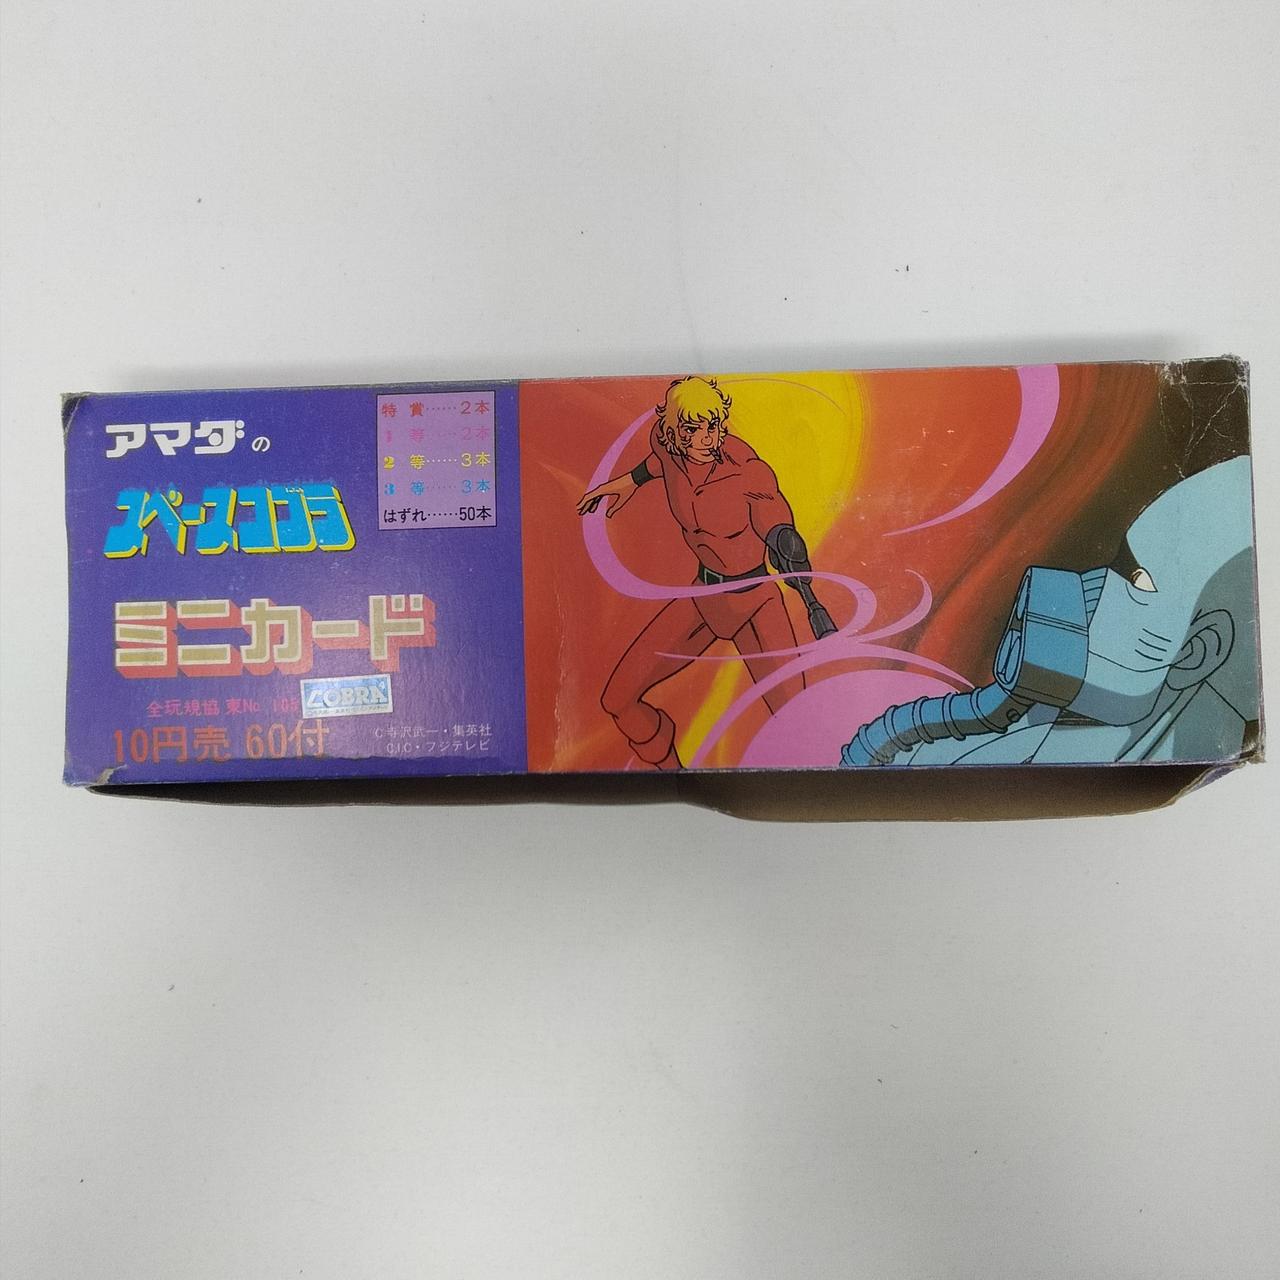 アマダの
スペースコブラ
ミニカード
全玩規協 東No. 105
COBRA
10円売 60付
©寺沢武一・集英社
C.I.C・フジテレビ
特賞……2本
1等……2本
2等……3本
3等……3本
はずれ……50本